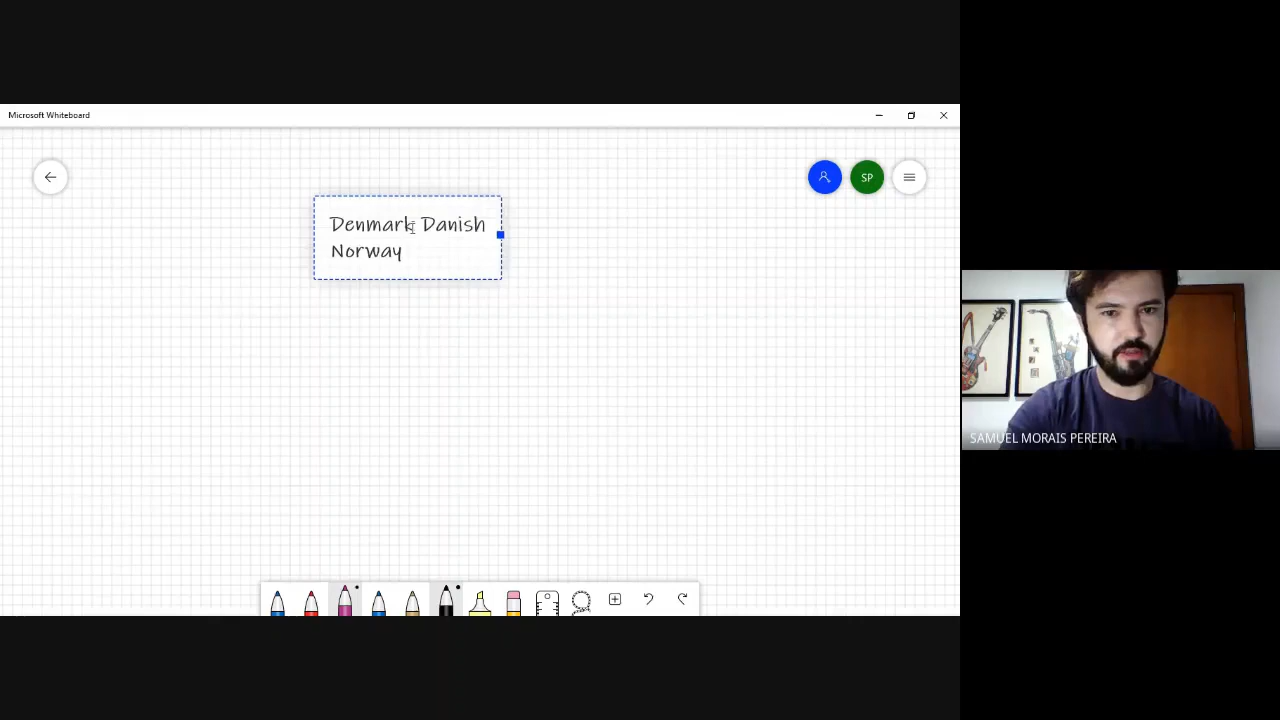 Microsoft Whiteboard
SP
Denmark Danish
Norway
SAMUEL MORAIS PEREIRA